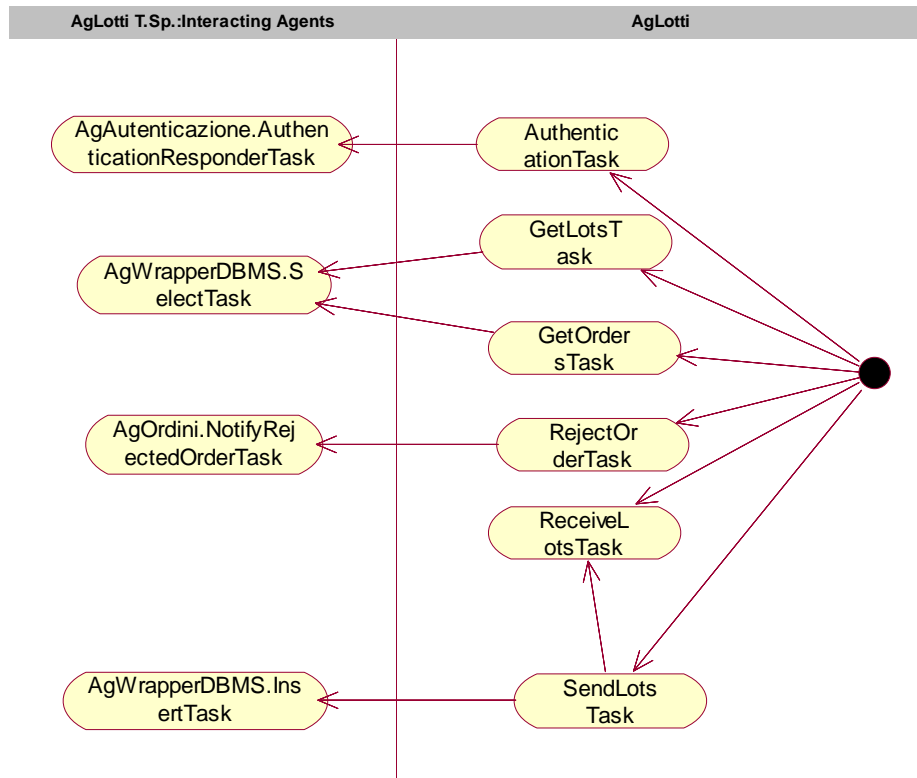 AgLotti T.Sp.:Interacting Agents
AgLotti
AgAutenticazione.Authen
ticationResponderTask
Authentic
ationTask
GetLotsT
ask
AgWrapperDBMS.S
electTask
GetOrder
sTask
AgOrdini.NotifyRej
ectedOrderTask
RejectOr
derTask
ReceiveL
otsTask
AgWrapperDBMS.Ins
ertTask
SendLots
Task